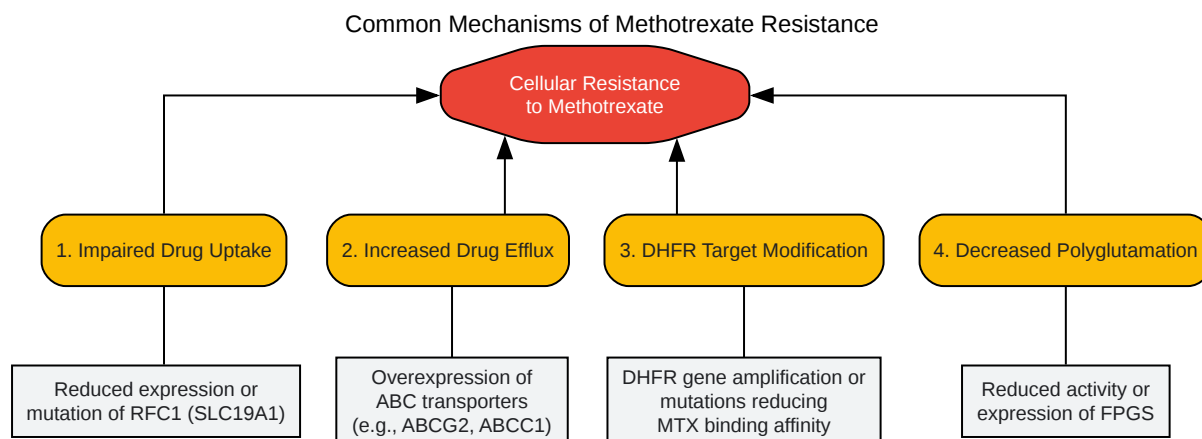 Common Mechanisms of Methotrexate Resistance
Cellular Resistance
to Methotrexate
1. Impaired Drug Uptake
2. Increased Drug Efflux
3. DHFR Target Modification
4. Decreased Polyglutamation
Reduced expression or
mutation of RFC1 (SLC19A1)
Overexpression of
ABC transporters
(e.g., ABCG2, ABCC1)
DHFR gene amplification or
mutations reducing
MTX binding affinity
Reduced activity or
expression of FPGS